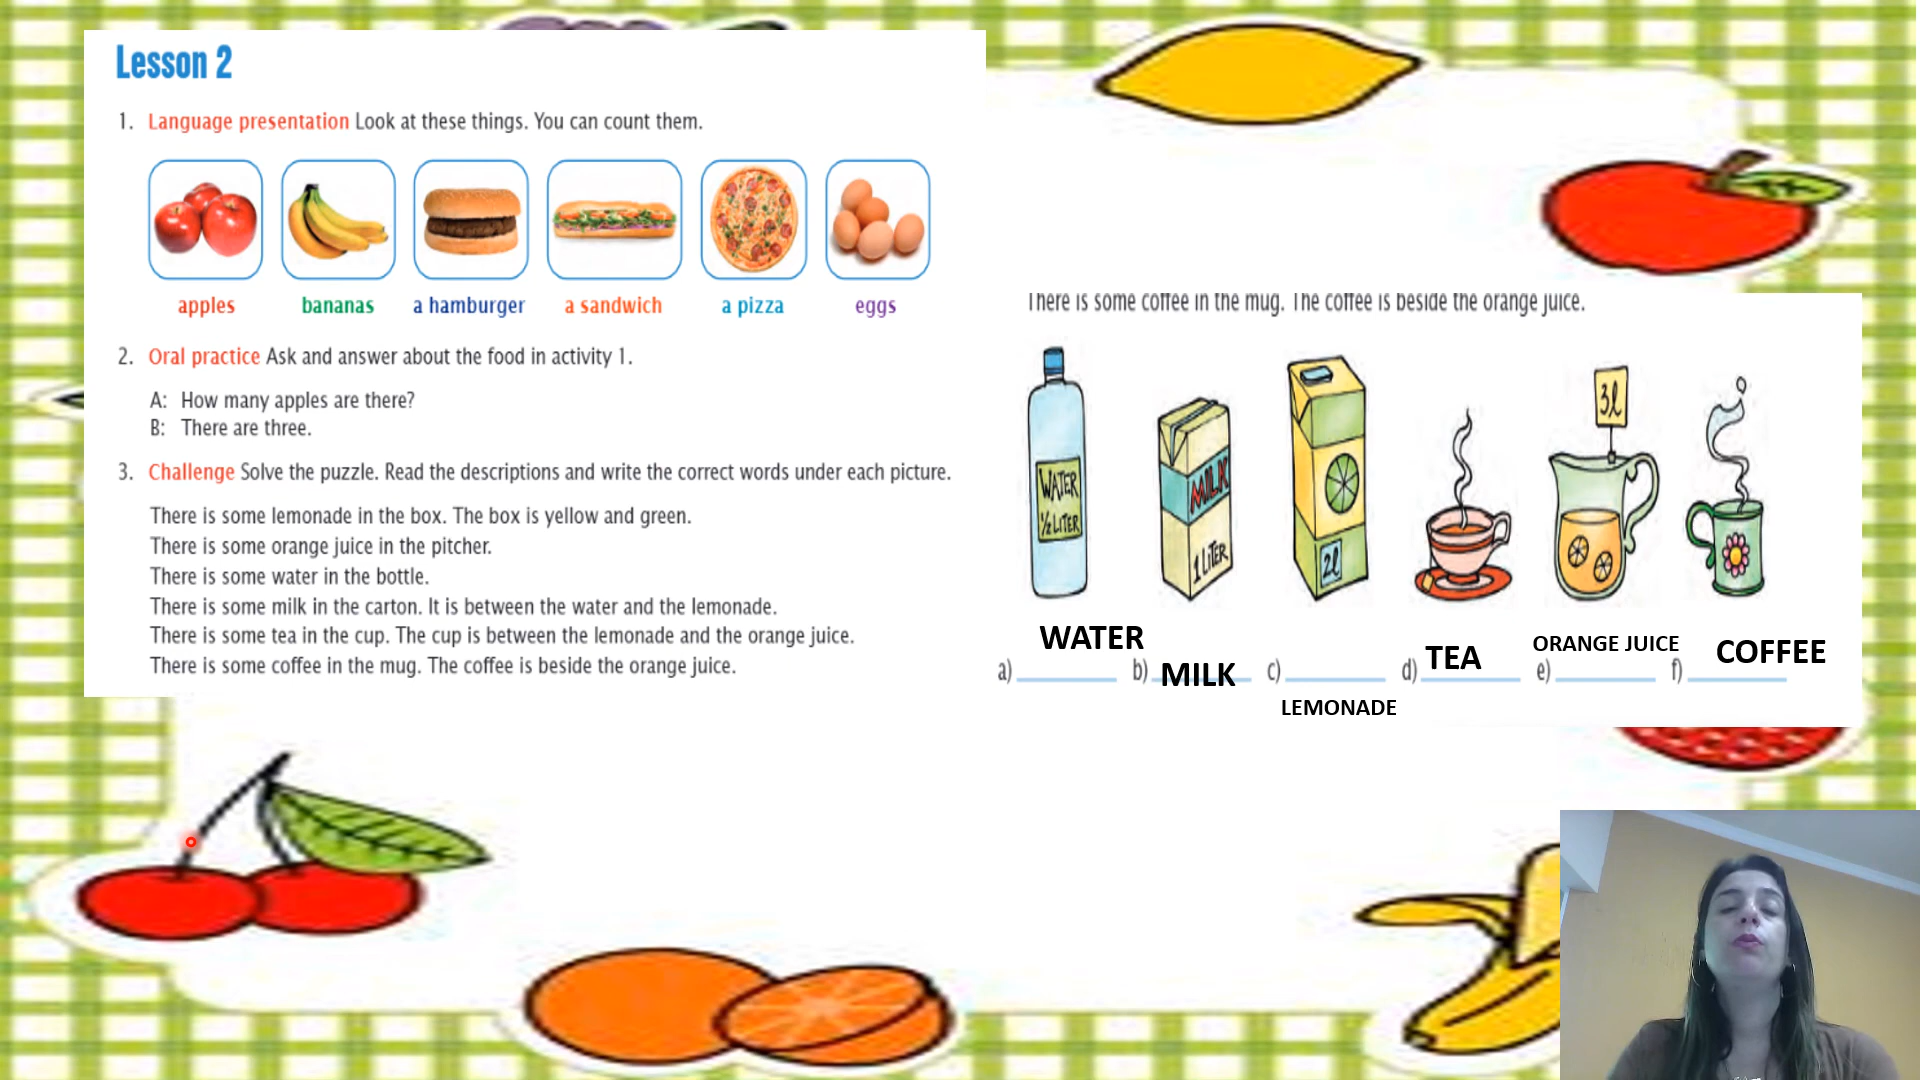 Lesson 2
1. Language presentation Look at these things. You can count them.
apples bananas a hamburger a sandwich a pizza eggs
2. Oral practice Ask and answer about the food in activity 1.
A: How many apples are there?
B: There are three.
3. Challenge Solve the puzzle. Read the descriptions and write the correct words under each picture.
There is some lemonade in the box. The box is yellow and green.
There is some orange juice in the pitcher.
There is some water in the bottle.
There is some milk in the carton. It is between the water and the lemonade.
There is some tea in the cup. The cup is between the lemonade and the orange juice.
There is some coffee in the mug. The coffee is beside the orange juice.
There is some coffee in the mug. The coffee is beside the orange juice.
WATER
½ LITER
MILK
1 LITER
2l
3l
WATER
MILK
LEMONADE
TEA
ORANGE JUICE
COFFEE
a) b) c) d) e) f)